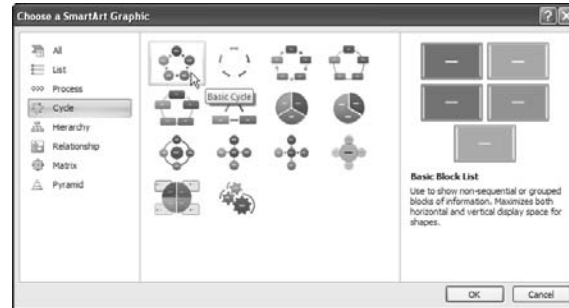 Choose a SmartArt Graphic
All
List
Process
Cycle
Hierarchy
Relationship
Matrix
Pyramid
Basic Cycle
Basic Block List
Use to show non-sequential or grouped
blocks of information. Maximizes both
horizontal and vertical display space for
shapes.
OK
Cancel